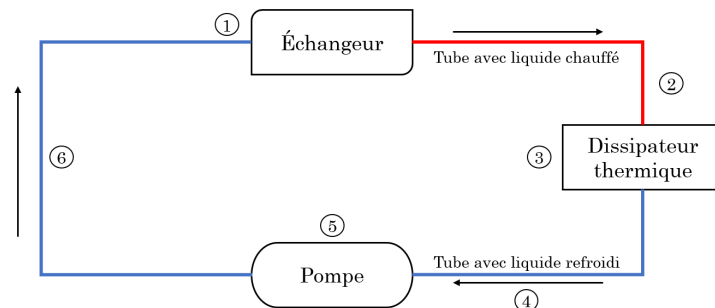 1
Échangeur
Tube avec liquide chauffé
2
3
Dissipateur
thermique
6
5
Pompe
Tube avec liquide refroidi
4